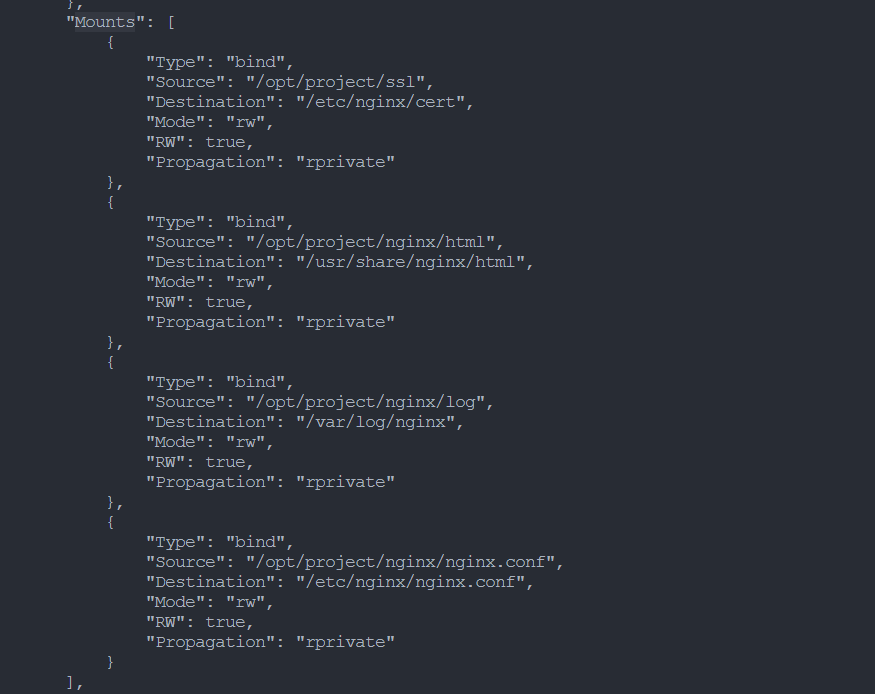 },
"Mounts": [
{
"Type": "bind",
"Source": "/opt/project/ssl",
"Destination": "/etc/nginx/cert",
"Mode": "rw",
"RW": true,
"Propagation": "rprivate"
},
{
"Type": "bind",
"Source": "/opt/project/nginx/html",
"Destination": "/usr/share/nginx/html",
"Mode": "rw",
"RW": true,
"Propagation": "rprivate"
},
{
"Type": "bind",
"Source": "/opt/project/nginx/log",
"Destination": "/var/log/nginx",
"Mode": "rw",
"RW": true,
"Propagation": "rprivate"
},
{
"Type": "bind",
"Source": "/opt/project/nginx/nginx.conf",
"Destination": "/etc/nginx/nginx.conf",
"Mode": "rw",
"RW": true,
"Propagation": "rprivate"
}
],